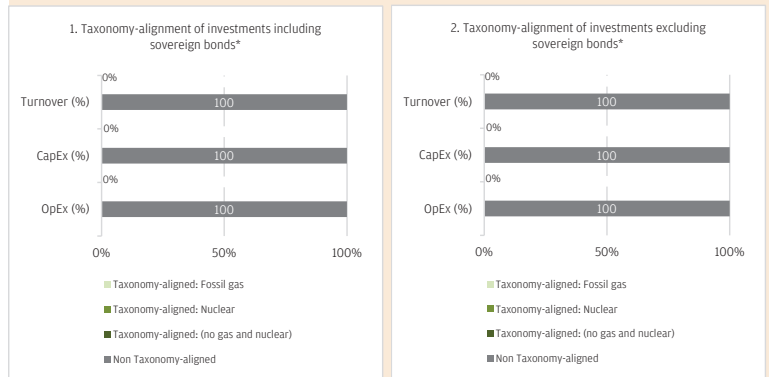 1. Taxonomy-alignment of investments including
sovereign bonds*
0%
Turnover (%)
100
0%
CapEx (%)
100
0%
OpEx (%)
100
0%
50%
100%
Taxonomy-aligned: Fossil gas
Taxonomy-aligned: Nuclear
Taxonomy-aligned: (no gas and nuclear)
Non Taxonomy-aligned
2. Taxonomy-alignment of investments excluding
sovereign bonds*
0%
Turnover (%)
100
0%
CapEx (%)
100
0%
OpEx (%)
100
0%
50%
100%
Taxonomy-aligned: Fossil gas
Taxonomy-aligned: Nuclear
Taxonomy-aligned: (no gas and nuclear)
Non Taxonomy-aligned